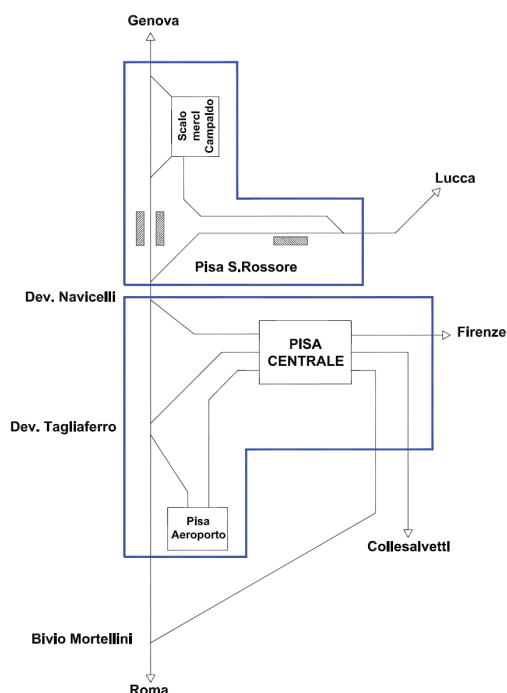 Genova
Scalo
merci
Campaldo
Lucca
Pisa S.Rossore
Dev. Navicelli
PISA
CENTRALE
Firenze
Dev. Tagliaferro
Pisa
Aeroporto
Collesalvetti
Bivio Mortellini
Roma